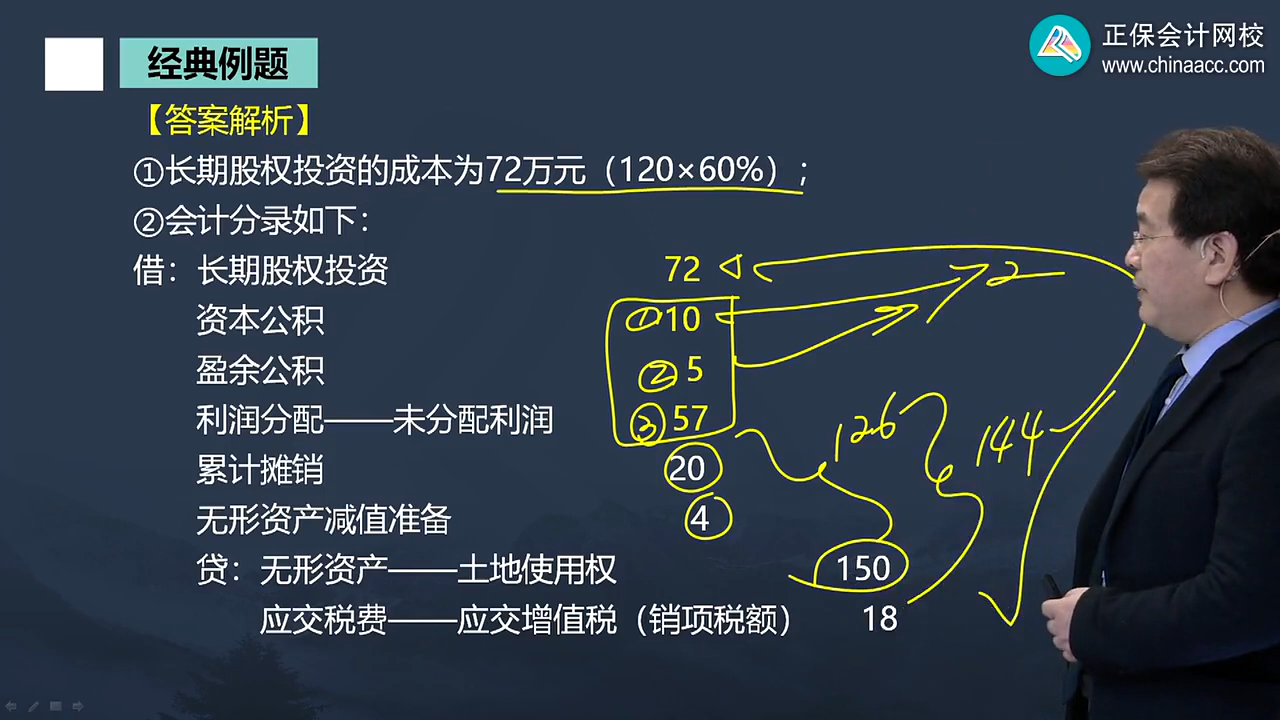 正保会计网校
www.chinaacc.com
经典例题
【答案解析】
①长期股权投资的成本为72万元（120×60%）；
②会计分录如下：
借：长期股权投资 72
资本公积 ①10 2
盈余公积 ② 5
利润分配——未分配利润 ③57 126 144
累计摊销 20
无形资产减值准备 4
贷：无形资产——土地使用权 150
应交税费——应交增值税（销项税额） 18